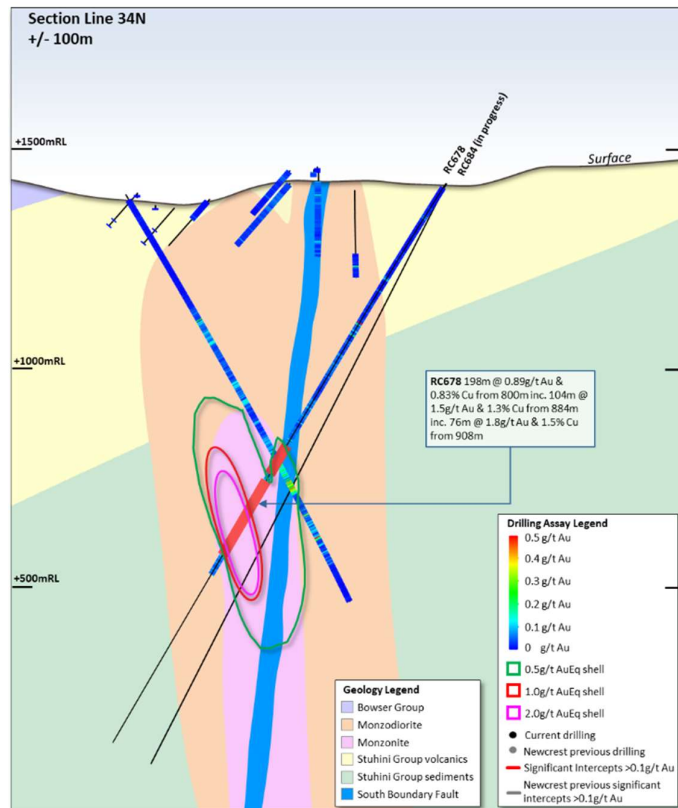 Section Line 34N
+/- 100m
RC678
RC684 (in progress)
+1500mRL
Surface
+1000mRL
RC678 198m @ 0.89g/t Au &
0.83% Cu from 800m inc. 104m @
1.5g/t Au & 1.3% Cu from 884m
inc. 76m @ 1.8g/t Au & 1.5% Cu
from 908m
+500mRL
Drilling Assay Legend
0.5 g/t Au
0.4 g/t Au
0.3 g/t Au
0.2 g/t Au
0.1 g/t Au
0 g/t Au
0.5g/t AuEq shell
1.0g/t AuEq shell
2.0g/t AuEq shell
Current drilling
Newcrest previous drilling
Significant Intercepts >0.1g/t Au
Newcrest previous significant
intercepts >0.1g/t Au
Geology Legend
Bowser Group
Monzodiorite
Monzonite
Stuhini Group volcanics
Stuhini Group sediments
South Boundary Fault